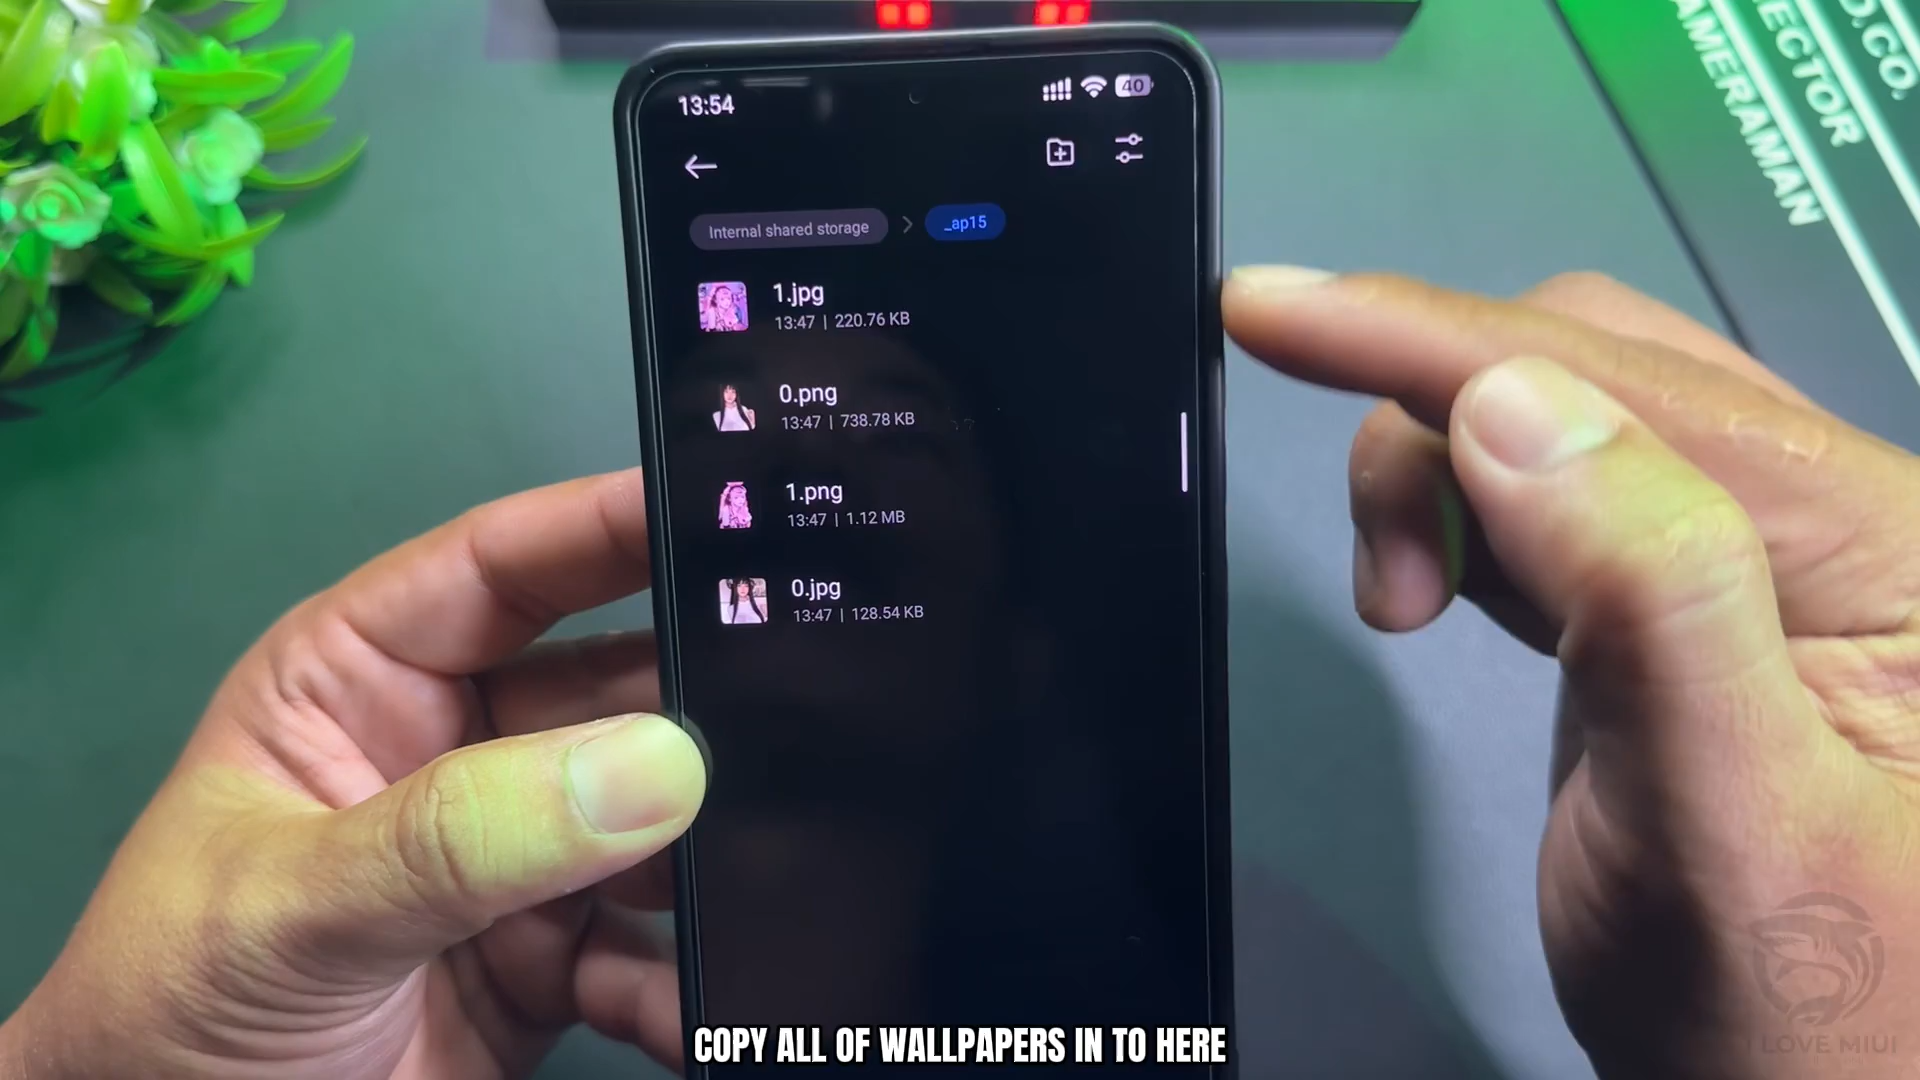 13:54
40
Internal shared storage
_ap15
1.jpg
13:47 | 220.76 KB
0.png
13:47 | 738.78 KB
1.png
13:47 | 1.12 MB
0.jpg
13:47 | 128.54 KB
CAMERAMAN
D.CO.
COPY ALL OF WALLPAPERS IN TO HERE
I LOVE MIUI